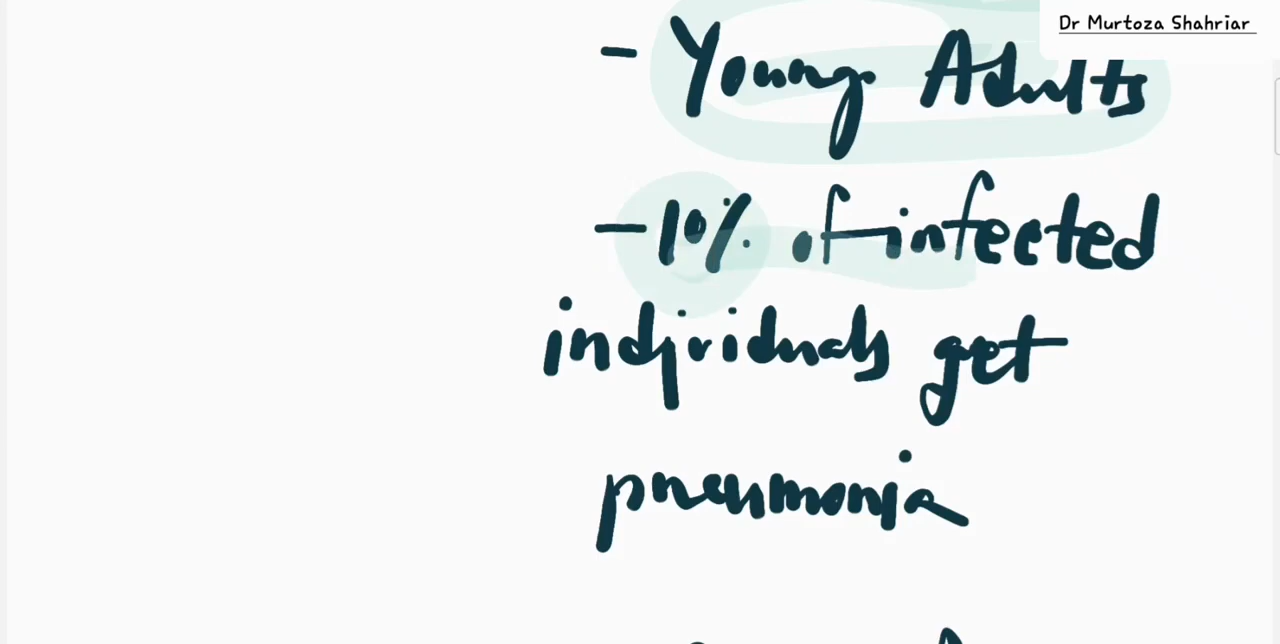 Dr Murtoza Shahriar
- Young Adults
- 10% of infected
individuals get
pneumonia